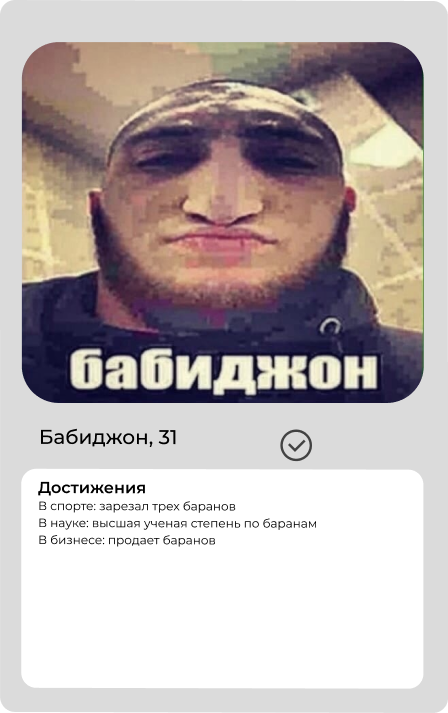 бабиджон
Бабиджон, 31
Достижения
В спорте: зарезал трех баранов
В науке: высшая ученая степень по баранам
В бизнесе: продает баранов